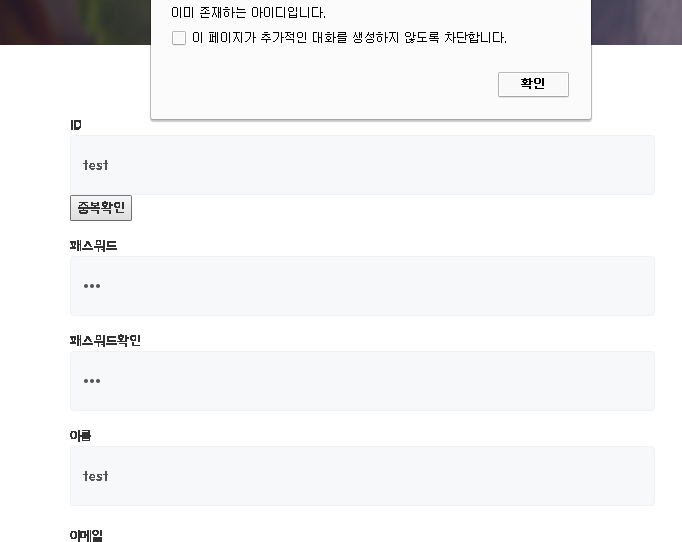 이미 존재하는 아이디입니다.
이 페이지가 추가적인 대화를 생성하지 않도록 차단합니다.
확인
ID
test
중복확인
패스워드
•••
패스워드확인
•••
이름
test
이메일